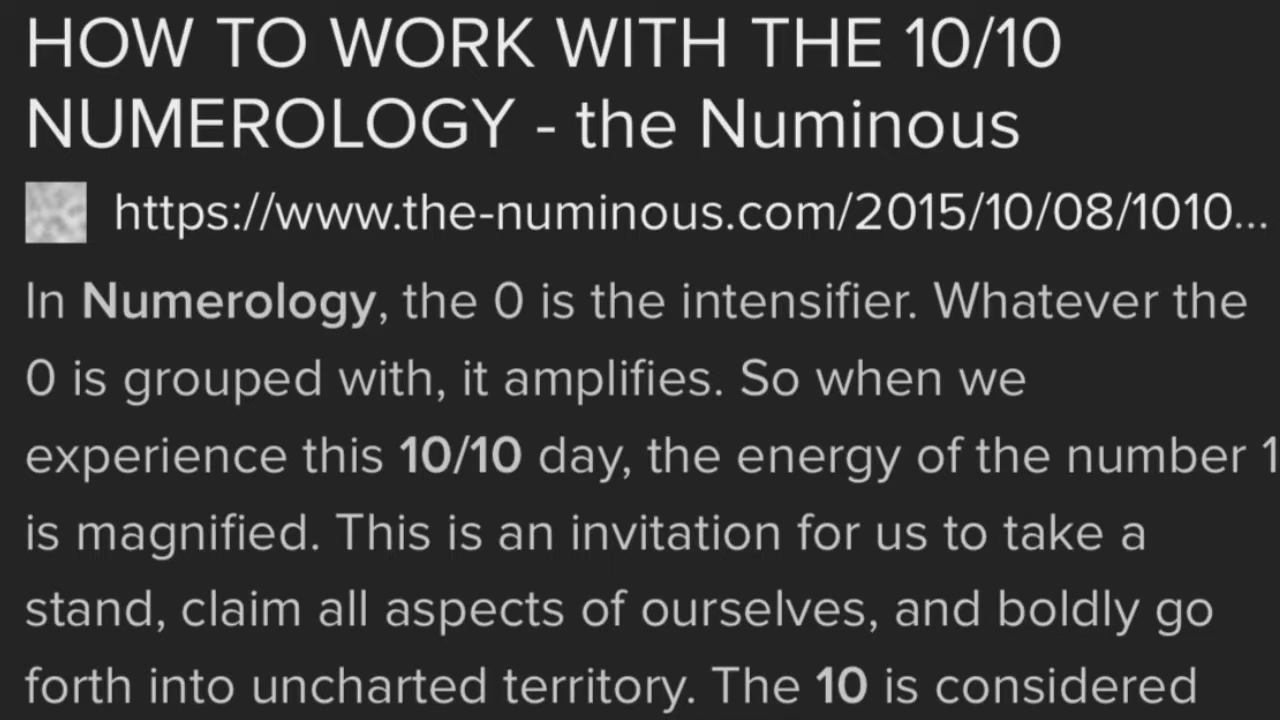 HOW TO WORK WITH THE 10/10
NUMEROLOGY - the Numinous
https://www.the-numinous.com/2015/10/08/1010...
In Numerology, the 0 is the intensifier. Whatever the
0 is grouped with, it amplifies. So when we
experience this 10/10 day, the energy of the number 1
is magnified. This is an invitation for us to take a
stand, claim all aspects of ourselves, and boldly go
forth into uncharted territory. The 10 is considered